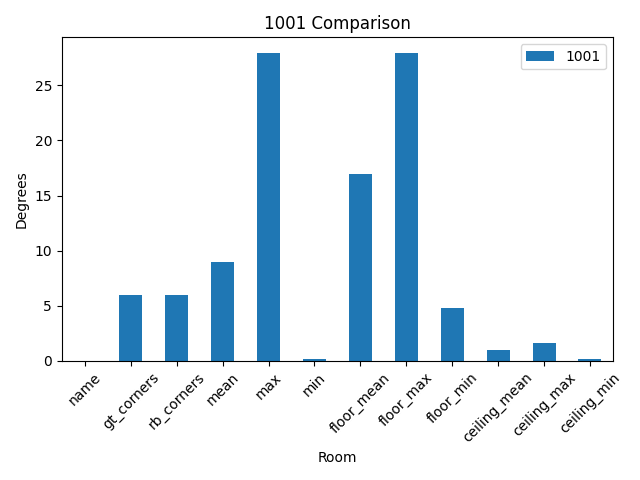 1001 Comparison
1001
Degrees
25
20
15
10
5
0
name
gt_corners
rb_corners
mean
max
min
floor_mean
floor_max
floor_min
ceiling_mean
ceiling_max
ceiling_min
Room